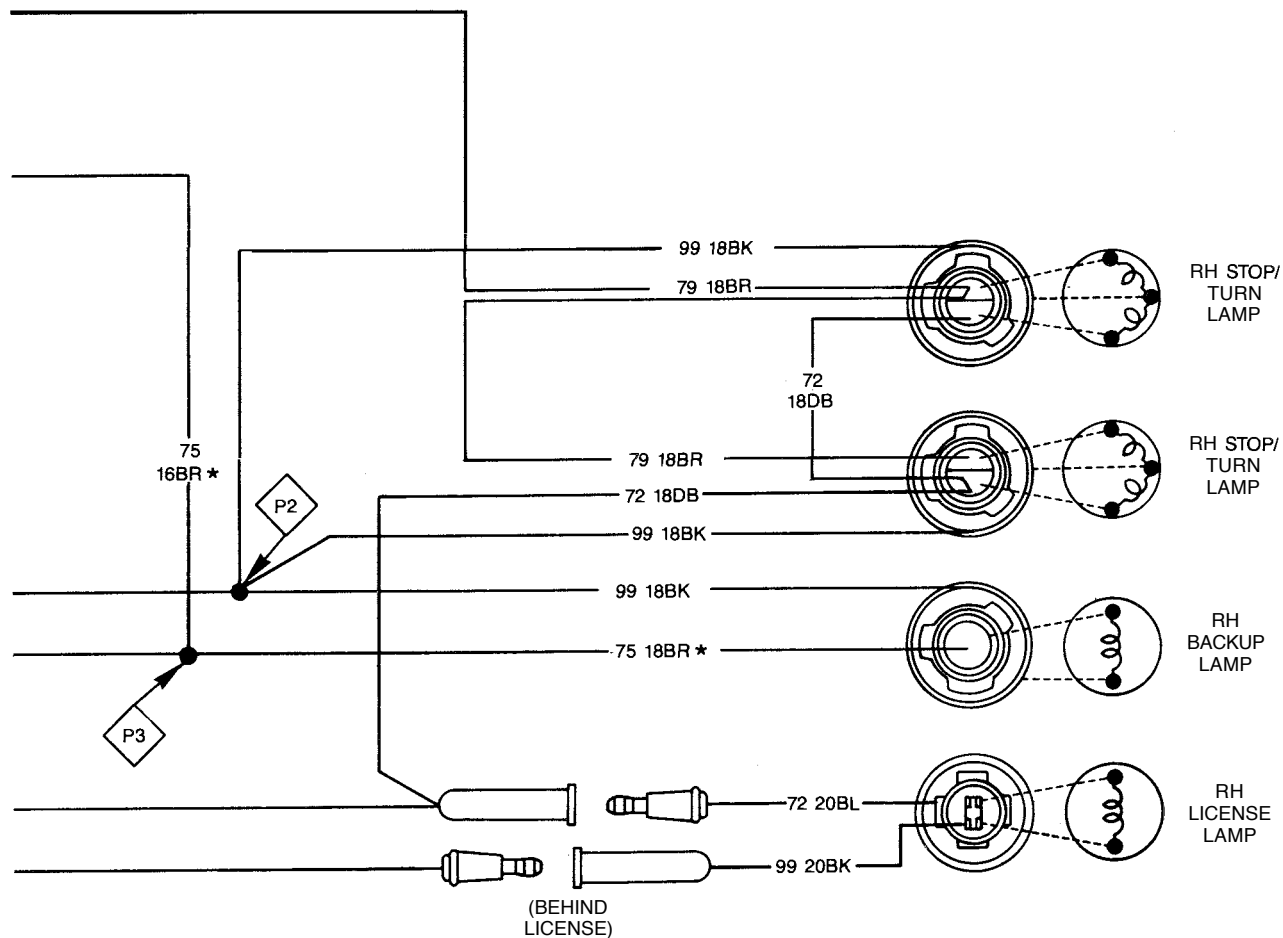 99 18BK
79 18BR
RH STOP/
TURN
LAMP
72
18DB
75
16BR *
79 18BR
RH STOP/
TURN
LAMP
72 18DB
P2
99 18BK
99 18BK
RH
BACKUP
LAMP
75 18BR *
P3
72 20BL
RH
LICENSE
LAMP
99 20BK
(BEHIND
LICENSE)